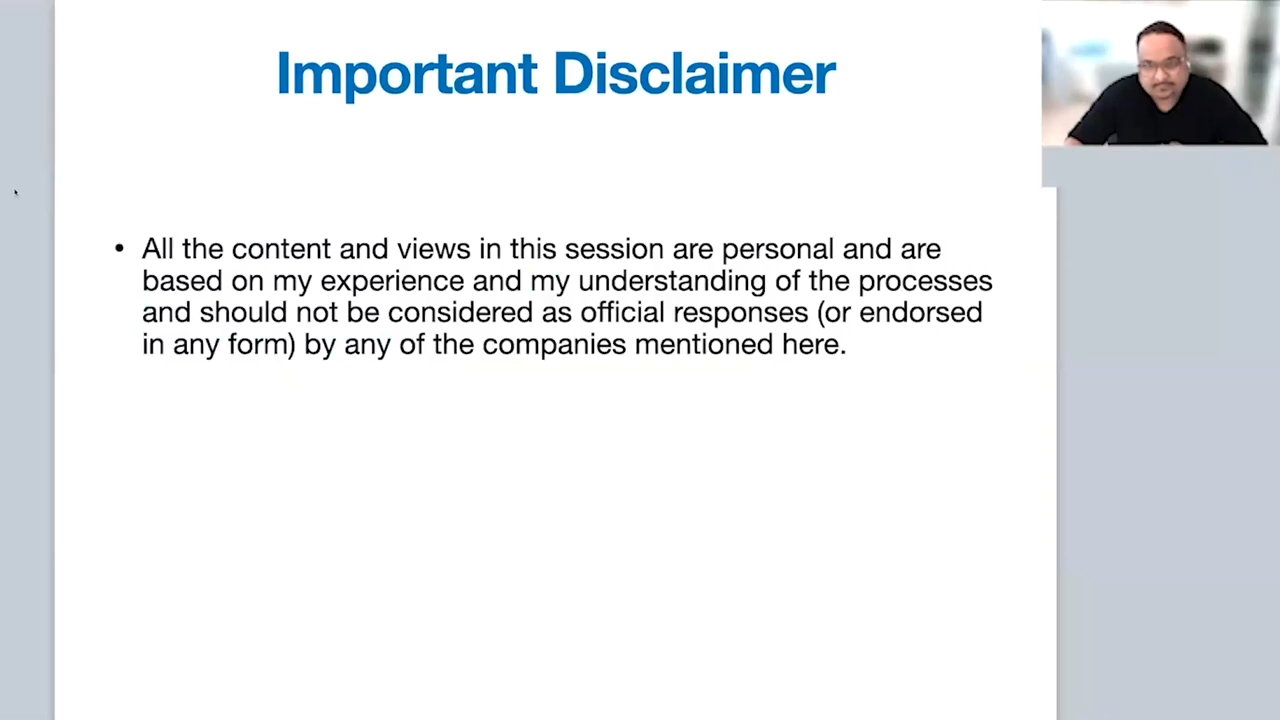 Important Disclaimer
• All the content and views in this session are personal and are
based on my experience and my understanding of the processes
and should not be considered as official responses (or endorsed
in any form) by any of the companies mentioned here.